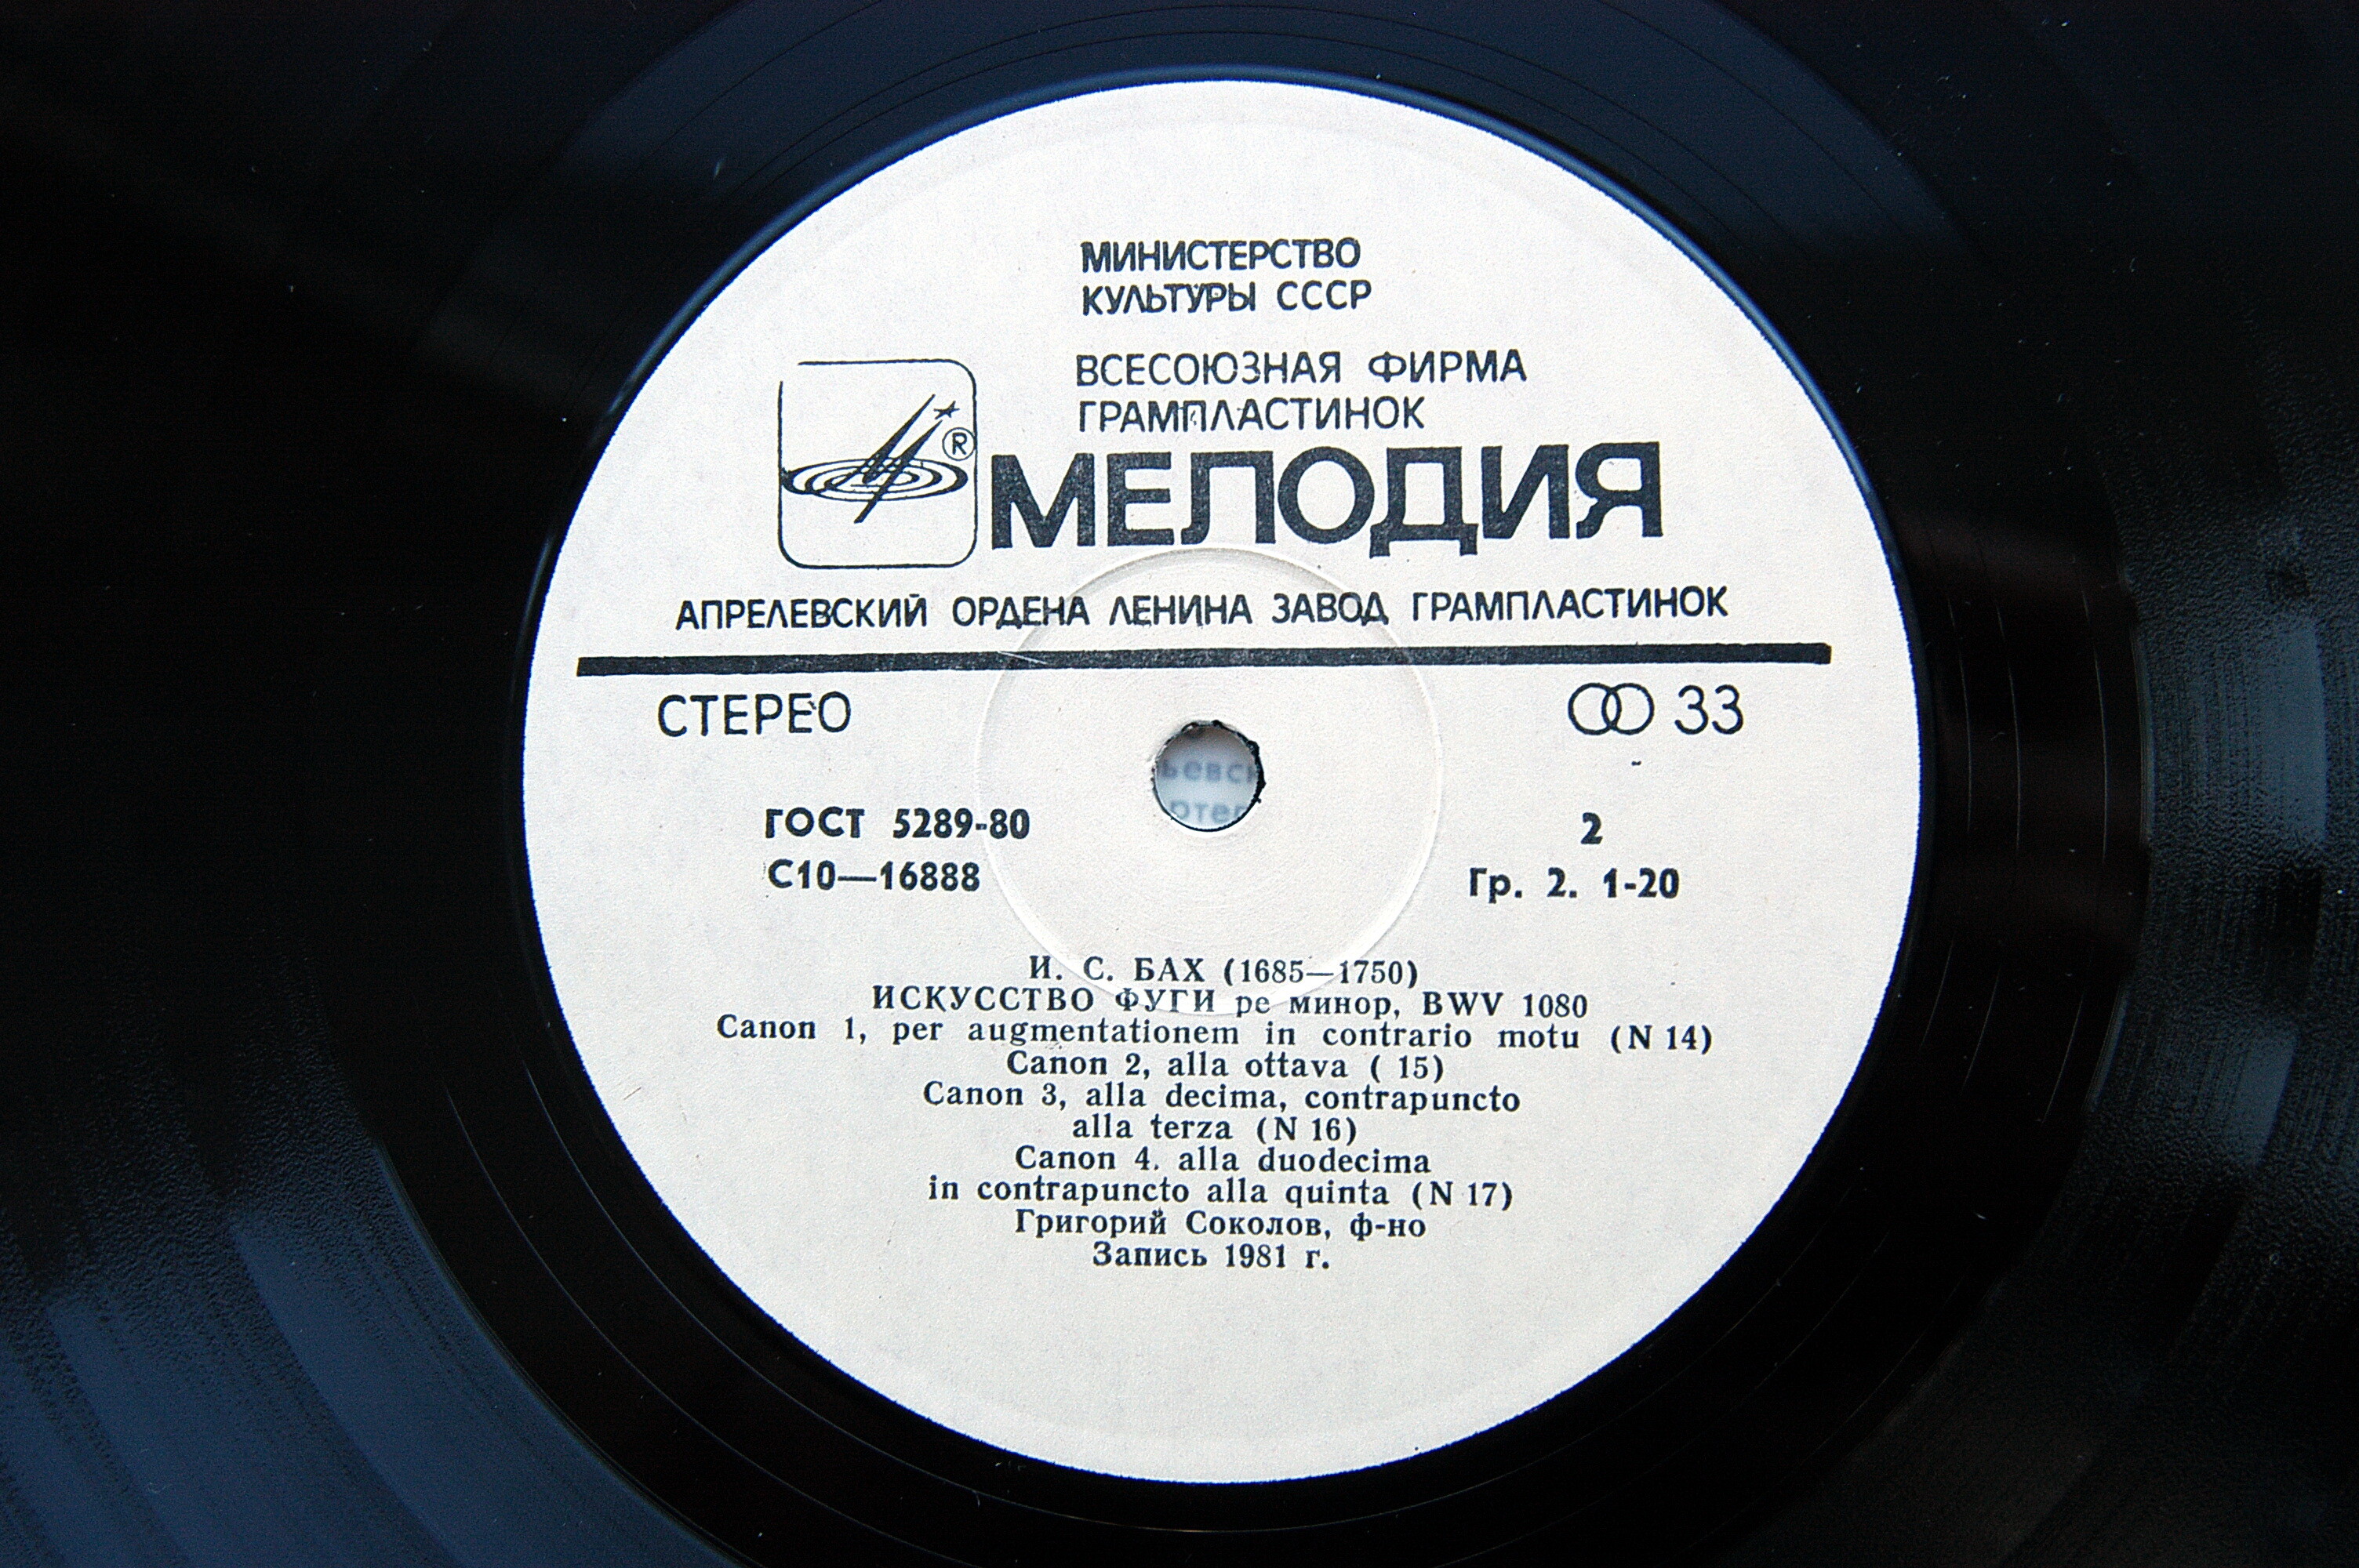 МИНИСТЕРСТВО
КУЛЬТУРЫ СССР
ВСЕСОЮЗНАЯ ФИРМА
ГРАМПЛАСТИНОК
®
МЕЛОДИЯ
АПРЕЛЕВСКИЙ ОРДЕНА ЛЕНИНА ЗАВОД ГРАМПЛАСТИНОК
СТЕРЕО
33
ГОСТ 5289-80
2
С10—16888
Гр. 2. 1-20
И. С. БАХ (1685—1750)
ИСКУССТВО ФУГИ ре минор, BWV 1080
Canon 1, per augmentationem in contrario motu (N 14)
Canon 2, alla ottava ( 15)
Canon 3, alla decima, contrapuncto
alla terza (N 16)
Canon 4. alla duodecima
in contrapuncto alla quinta (N 17)
Григорий Соколов, ф-но
Запись 1981 г.